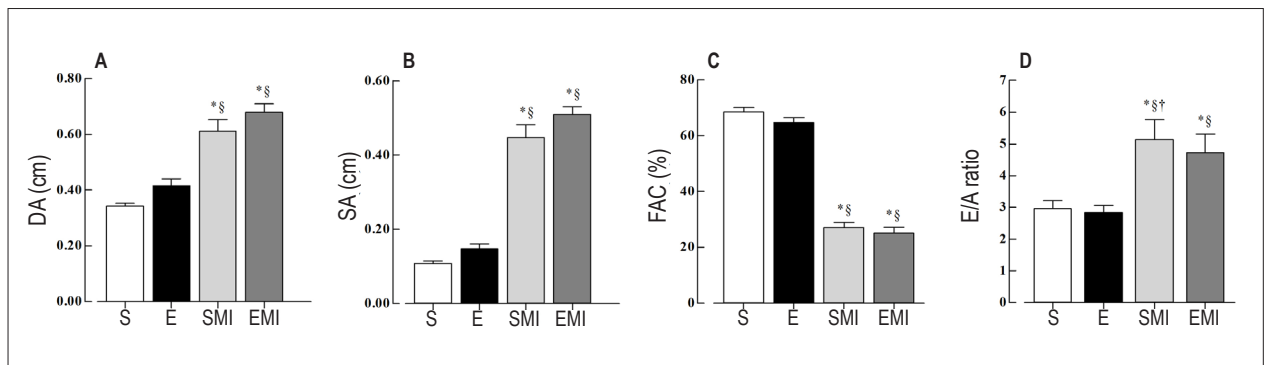 A
DA (cm)
0.80
0.60
0.40
0.20
0.00
*§
*§
S E SMI EMI
B
SA (cm)
0.60
0.40
0.20
0.00
*§
*§
S E SMI EMI
C
FAC (%)
80
60
40
20
0
*§
*§
S E SMI EMI
D
E/A ratio
7
6
5
4
3
2
1
0
*§†
*§
S E SMI EMI